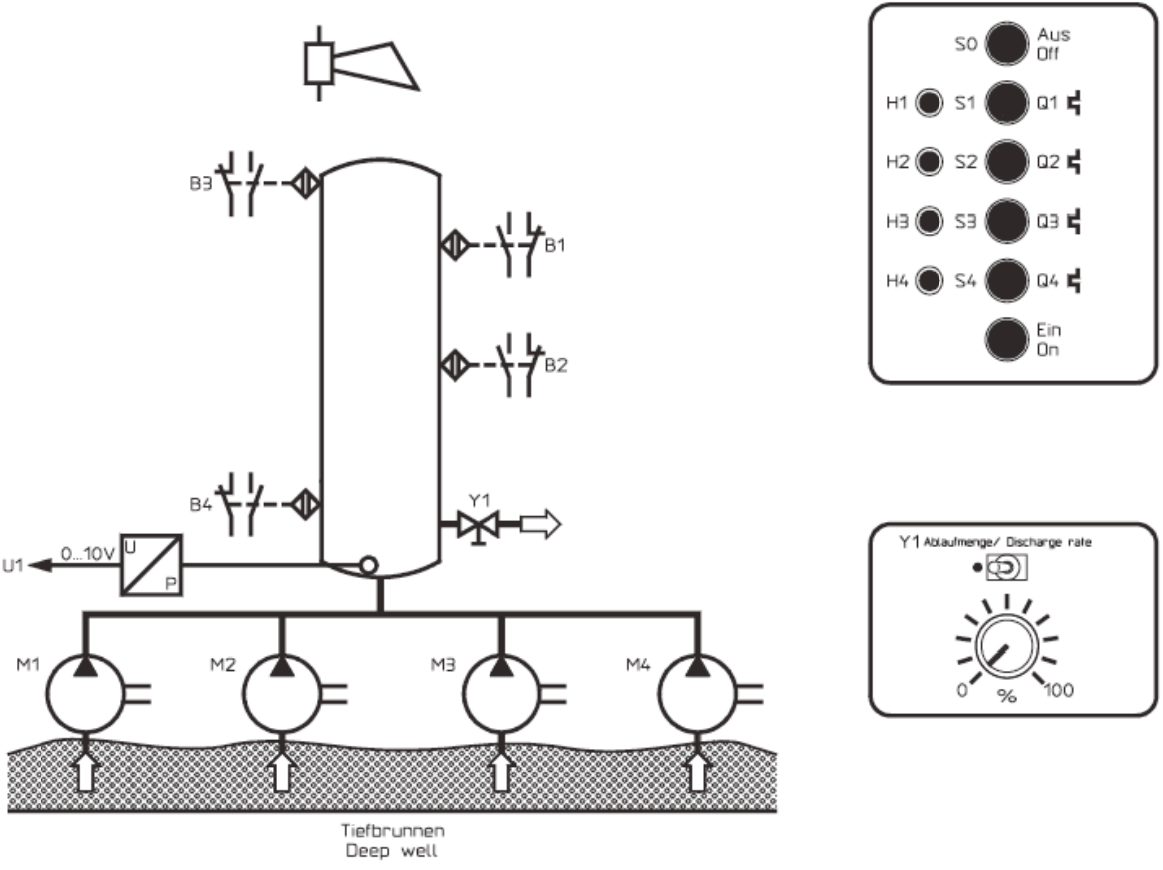 S0 Aus
Off
H1 S1 Q1
H2 S2 Q2
H3 S3 Q3
H4 S4 Q4
Ein
On
B3
B1
B2
B4
Y1
U1 0...10V U
P
M1 M2 M3 M4
Tiefbrunnen
Deep well
Y1 Ablaufmenge/ Discharge rate
0 % 100